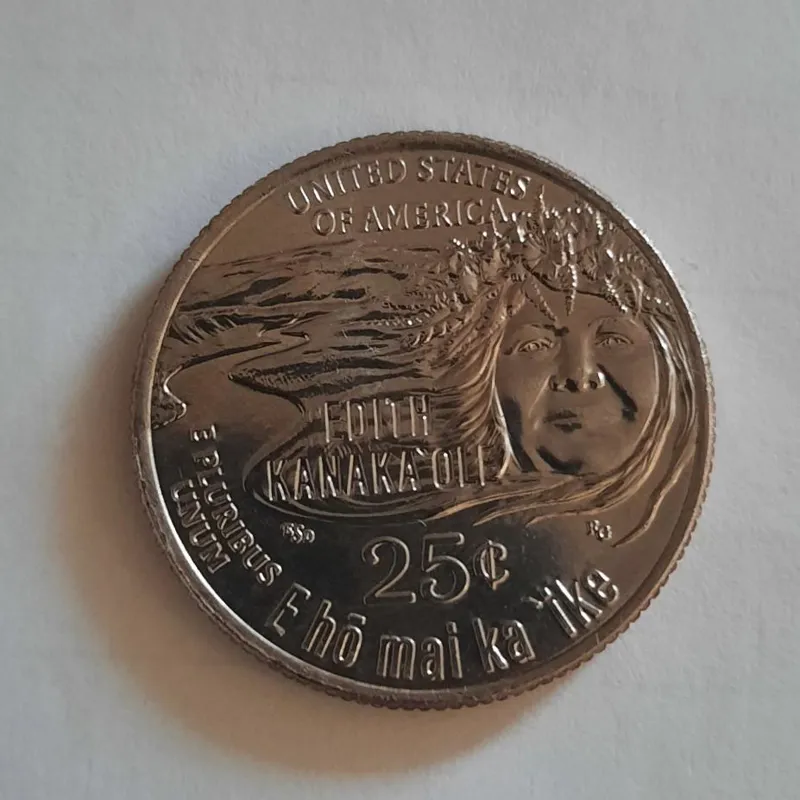 UNITED STATES
OF AMERICA
EDITH
KANAKAʻOLE
E PLURIBUS
UNUM
25¢
E hō mai ka ʻike